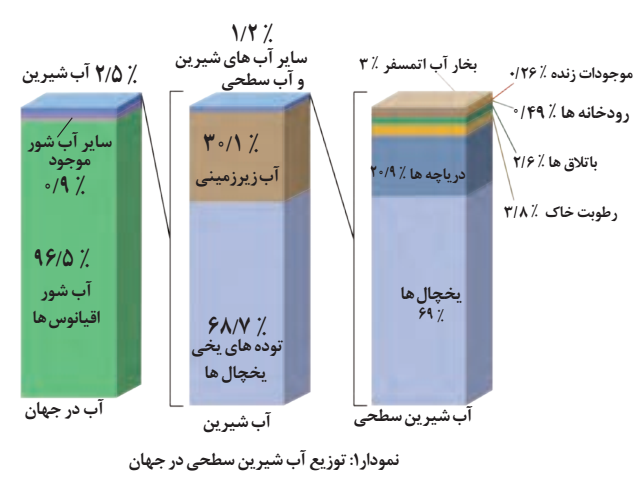 ۲/۵ ٪ آب شیرین
سایر آب شور
موجود
۰/۹ ٪
۹۶/۵ ٪
آب شور
اقیانوس ها
آب در جهان
۱/۲ ٪
سایر آب های شیرین
و آب سطحی
۳۰/۱ ٪
آب زیرزمینی
۶۸/۷ ٪
توده های یخی
یخچال ها
آب شیرین
بخار آب اتمسفر ٪ ۳
موجودات زنده ٪ ۰/۲۶
رودخانه ها ٪ ۰/۴۹
باتلاق ها ٪ ۲/۶
رطوبت خاک ٪ ۳/۸
دریاچه ها ٪ ۲۰/۹
یخچال ها
۶۹ ٪
آب شیرین سطحی
نمودار۱: توزیع آب شیرین سطحی در جهان